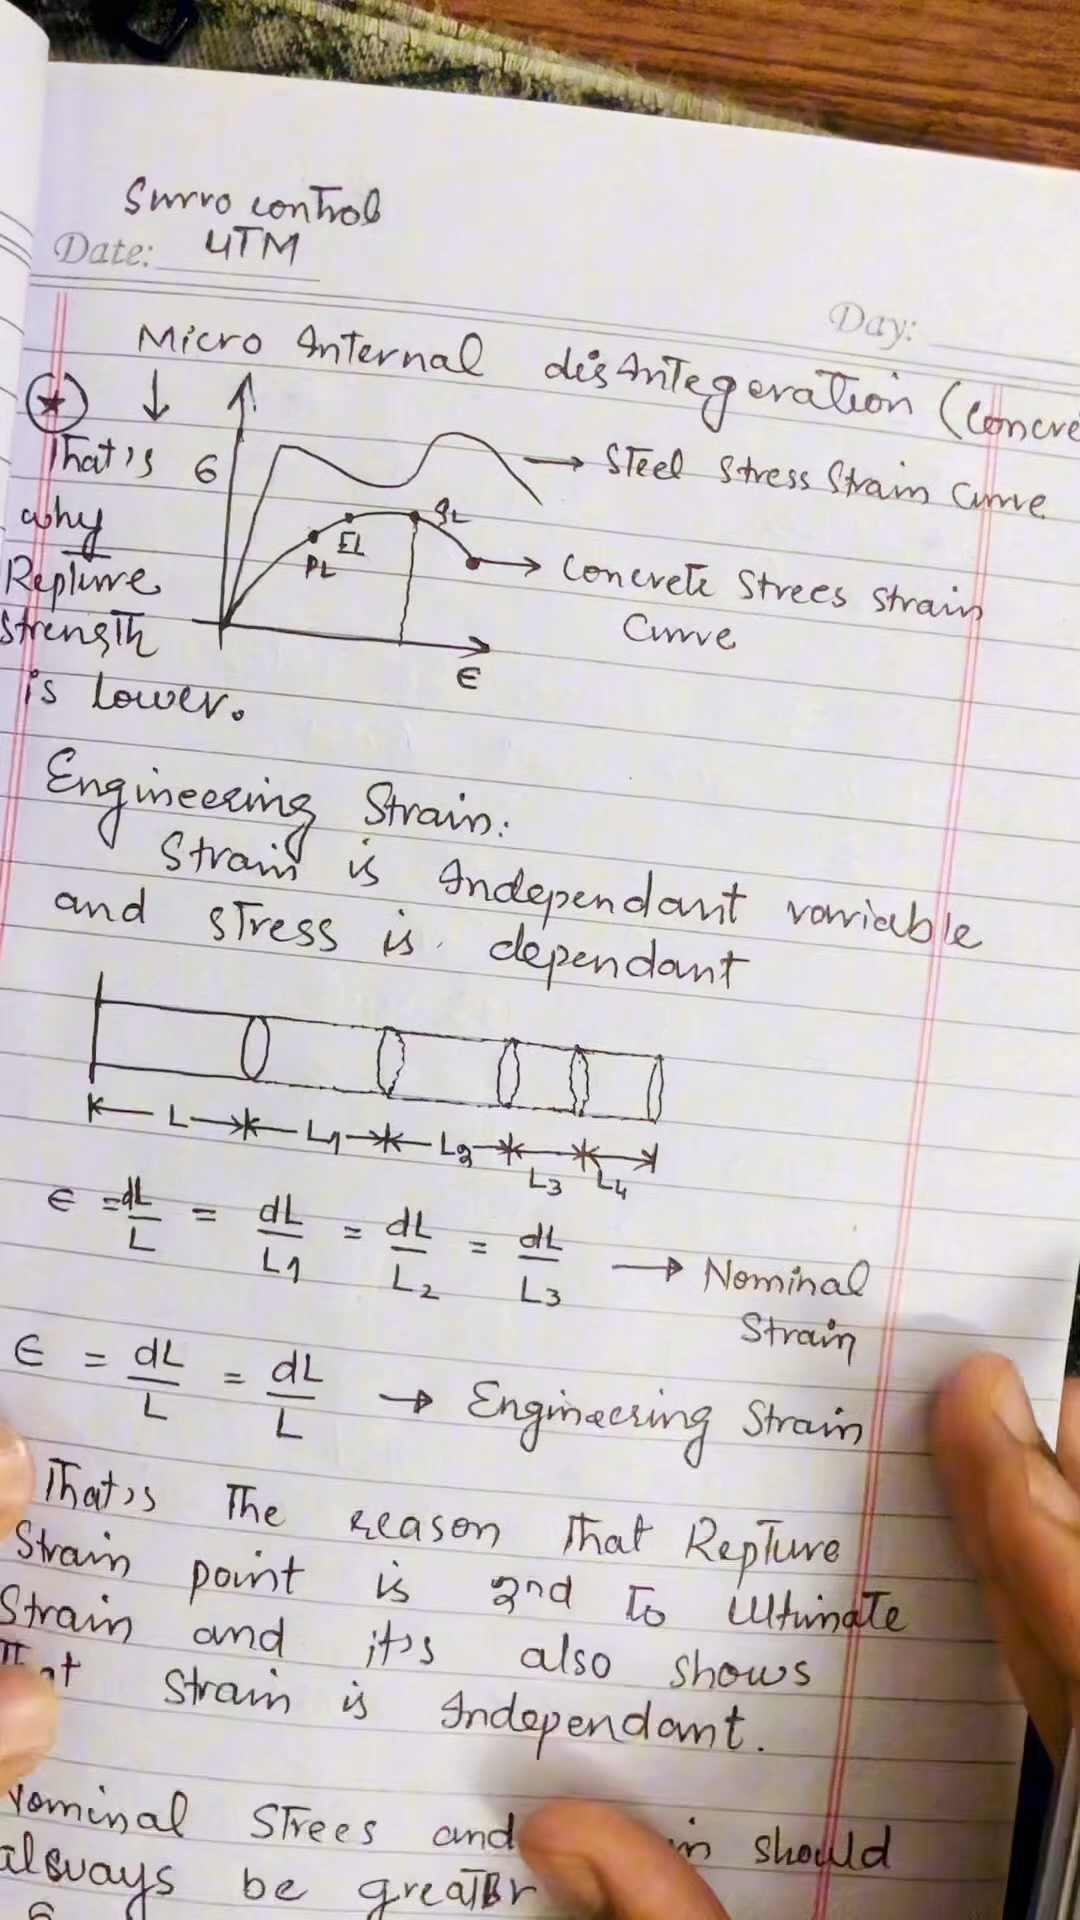 Survo control
Date: UTM
Day:
Micro Internal disintegeration (Concre
That's
why
Repture
strength
is lower.
6
Steel Stress Strain Curve
PL
EL
Concrete Strees strain
Curve
ϵ
Engineering Strain:
Strain is Independant variable
and stress is dependant
L L1 L2 L3 L4
ϵ = dL/L = dL/L1 = dL/L2 = dL/L3 → Nominal
Strain
ϵ = dL/L = dL/L → Engineering Strain
That's The reason That Repture
Strain point is 2nd To Ultimate
Strain and it's also shows
Strain is Independant.
Nominal Strees and should
always be greater